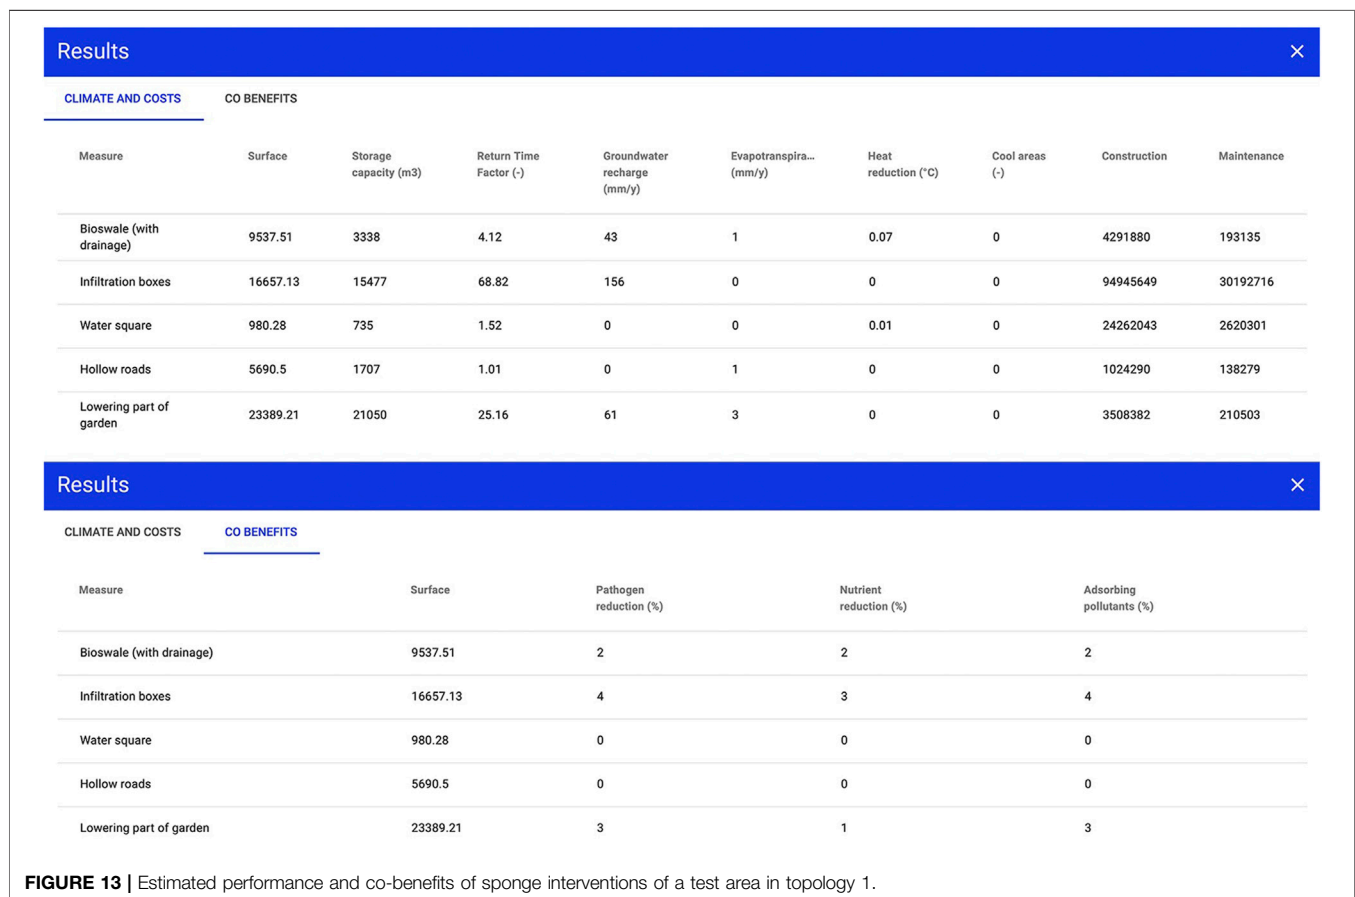 Results
CLIMATE AND COSTS CO BENEFITS
Measure Surface Storage capacity (m3) Return Time Factor (-) Groundwater recharge (mm/y) Evapotranspira... (mm/y) Heat reduction (°C) Cool areas (-) Construction Maintenance
Bioswale (with drainage) 9537.51 3338 4.12 43 1 0.07 0 4291880 193135
Infiltration boxes 16657.13 15477 68.82 156 0 0 0 94945649 30192716
Water square 980.28 735 1.52 0 0 0.01 0 24262043 2620301
Hollow roads 5690.5 1707 1.01 0 1 0 0 1024290 138279
Lowering part of garden 23389.21 21050 25.16 61 3 0 0 3508382 210503
Results
CLIMATE AND COSTS CO BENEFITS
Measure Surface Pathogen reduction (%) Nutrient reduction (%) Adsorbing pollutants (%)
Bioswale (with drainage) 9537.51 2 2 2
Infiltration boxes 16657.13 4 3 4
Water square 980.28 0 0 0
Hollow roads 5690.5 0 0 0
Lowering part of garden 23389.21 3 1 3
FIGURE 13 | Estimated performance and co-benefits of sponge interventions of a test area in topology 1.